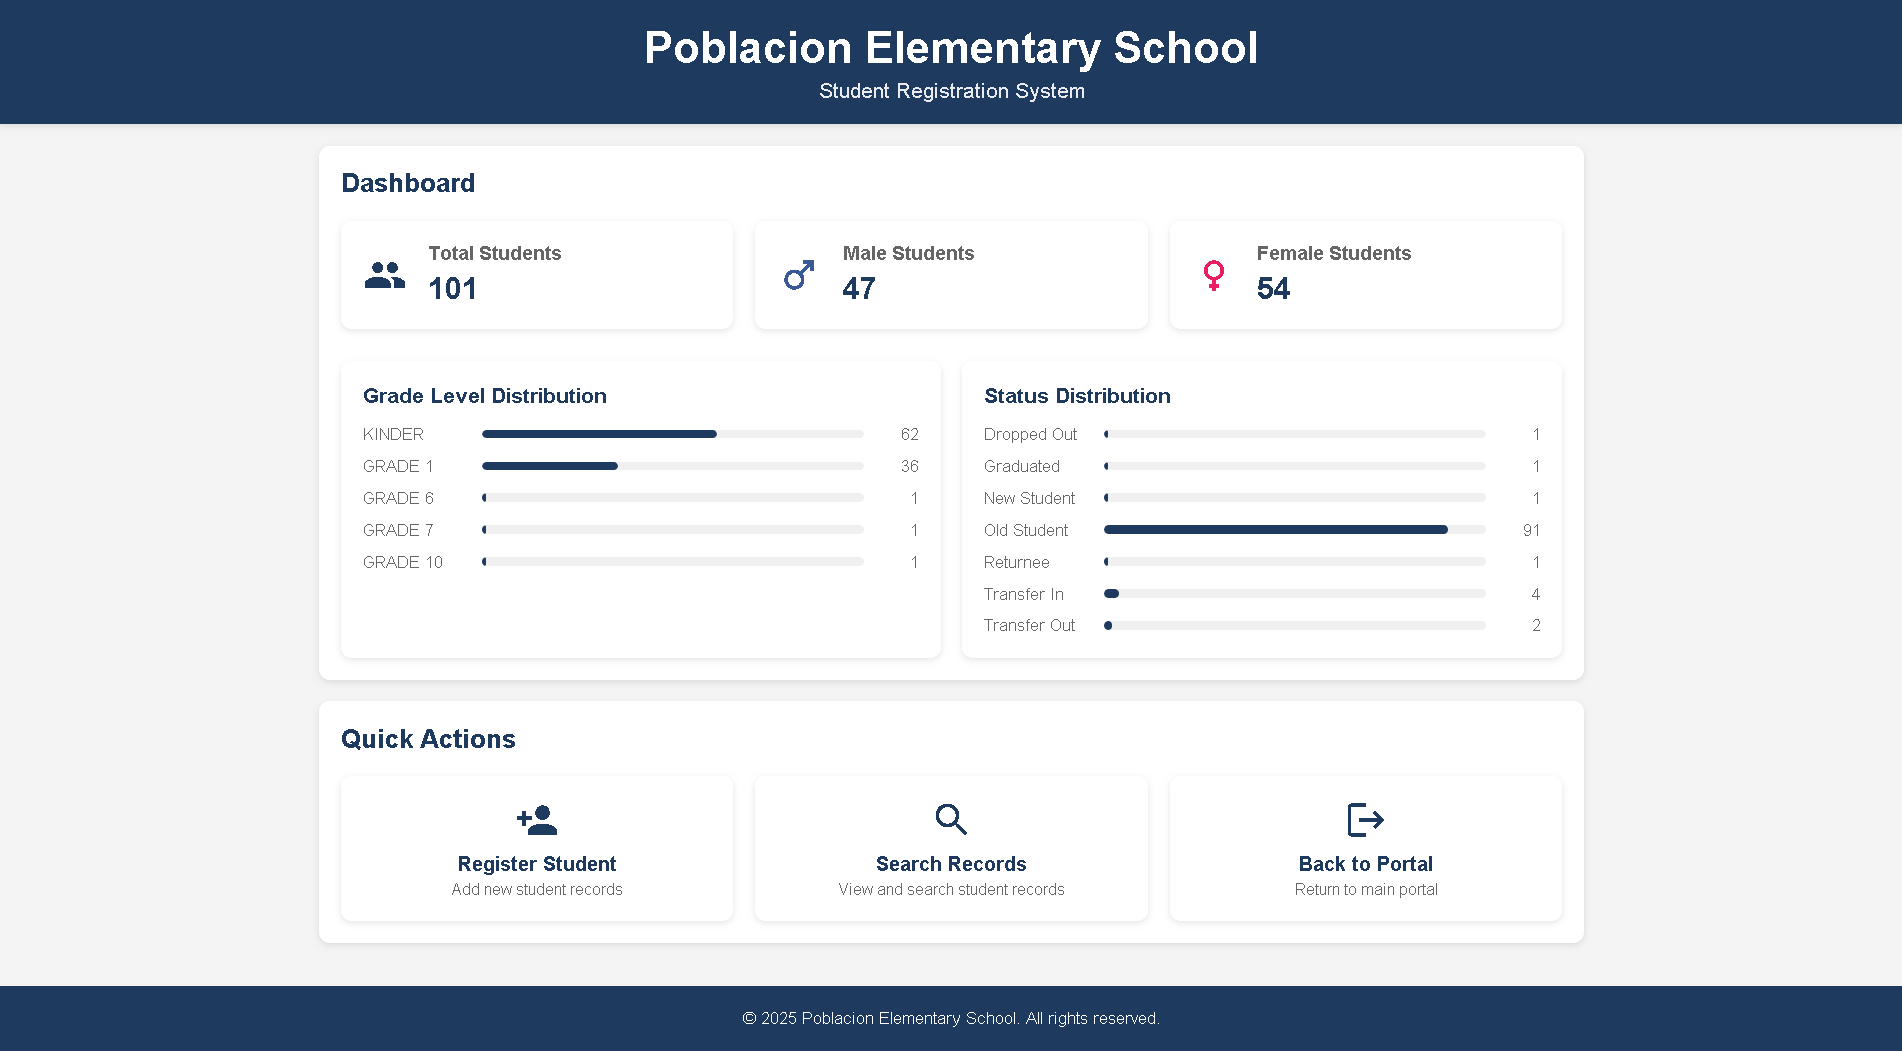 Poblacion Elementary School
Student Registration System
Dashboard
Total Students
101
Male Students
47
Female Students
54
Grade Level Distribution
KINDER 62
GRADE 1 36
GRADE 6 1
GRADE 7 1
GRADE 10 1
Status Distribution
Dropped Out 1
Graduated 1
New Student 1
Old Student 91
Returnee 1
Transfer In 4
Transfer Out 2
Quick Actions
Register Student
Add new student records
Search Records
View and search student records
Back to Portal
Return to main portal
© 2025 Poblacion Elementary School. All rights reserved.